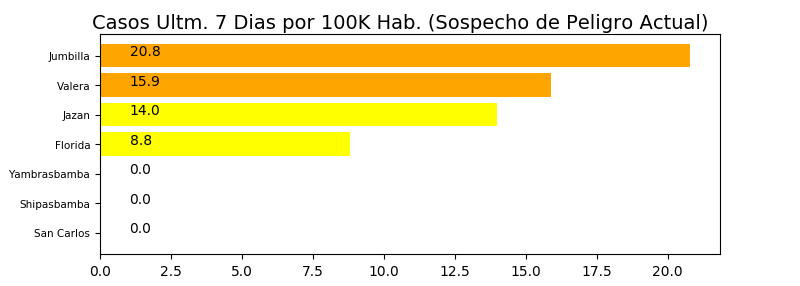 Casos Ultm. 7 Dias por 100K Hab. (Sospecho de Peligro Actual)
Jumbilla 20.8
Valera 15.9
Jazan 14.0
Florida 8.8
Yambrasbamba 0.0
Shipasbamba 0.0
San Carlos 0.0
0.0 2.5 5.0 7.5 10.0 12.5 15.0 17.5 20.0